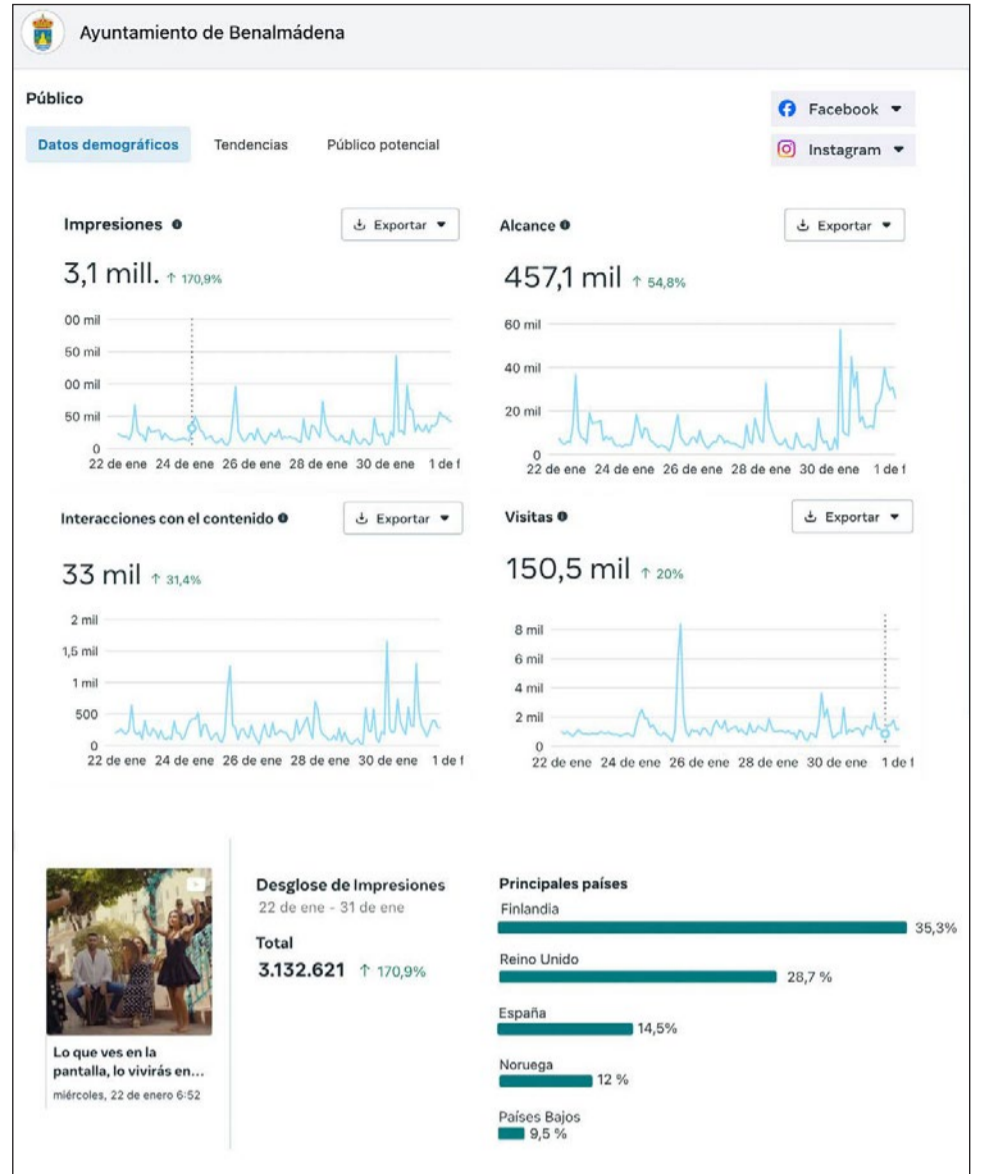 Ayuntamiento de Benalmádena
Público
Facebook
Datos demográficos Tendencias Público potencial
Instagram
Impresiones
Exportar
3,1 mill. ↑ 170,9%
00 mil
50 mil
00 mil
50 mil
0
22 de ene 24 de ene 26 de ene 28 de ene 30 de ene 1 de f
Alcance
Exportar
457,1 mil ↑ 54,8%
60 mil
40 mil
20 mil
0
22 de ene 24 de ene 26 de ene 28 de ene 30 de ene 1 de f
Interacciones con el contenido
Exportar
33 mil ↑ 31,4%
2 mil
1,5 mil
1 mil
500
0
22 de ene 24 de ene 26 de ene 28 de ene 30 de ene 1 de f
Visitas
Exportar
150,5 mil ↑ 20%
8 mil
6 mil
4 mil
2 mil
0
22 de ene 24 de ene 26 de ene 28 de ene 30 de ene 1 de f
Lo que ves en la
pantalla, lo vivirás en...
miércoles, 22 de enero 6:52
Desglose de Impresiones
22 de ene - 31 de ene
Total
3.132.621 ↑ 170,9%
Principales países
Finlandia
35,3%
Reino Unido
28,7 %
España
14,5%
Noruega
12 %
Países Bajos
9,5 %